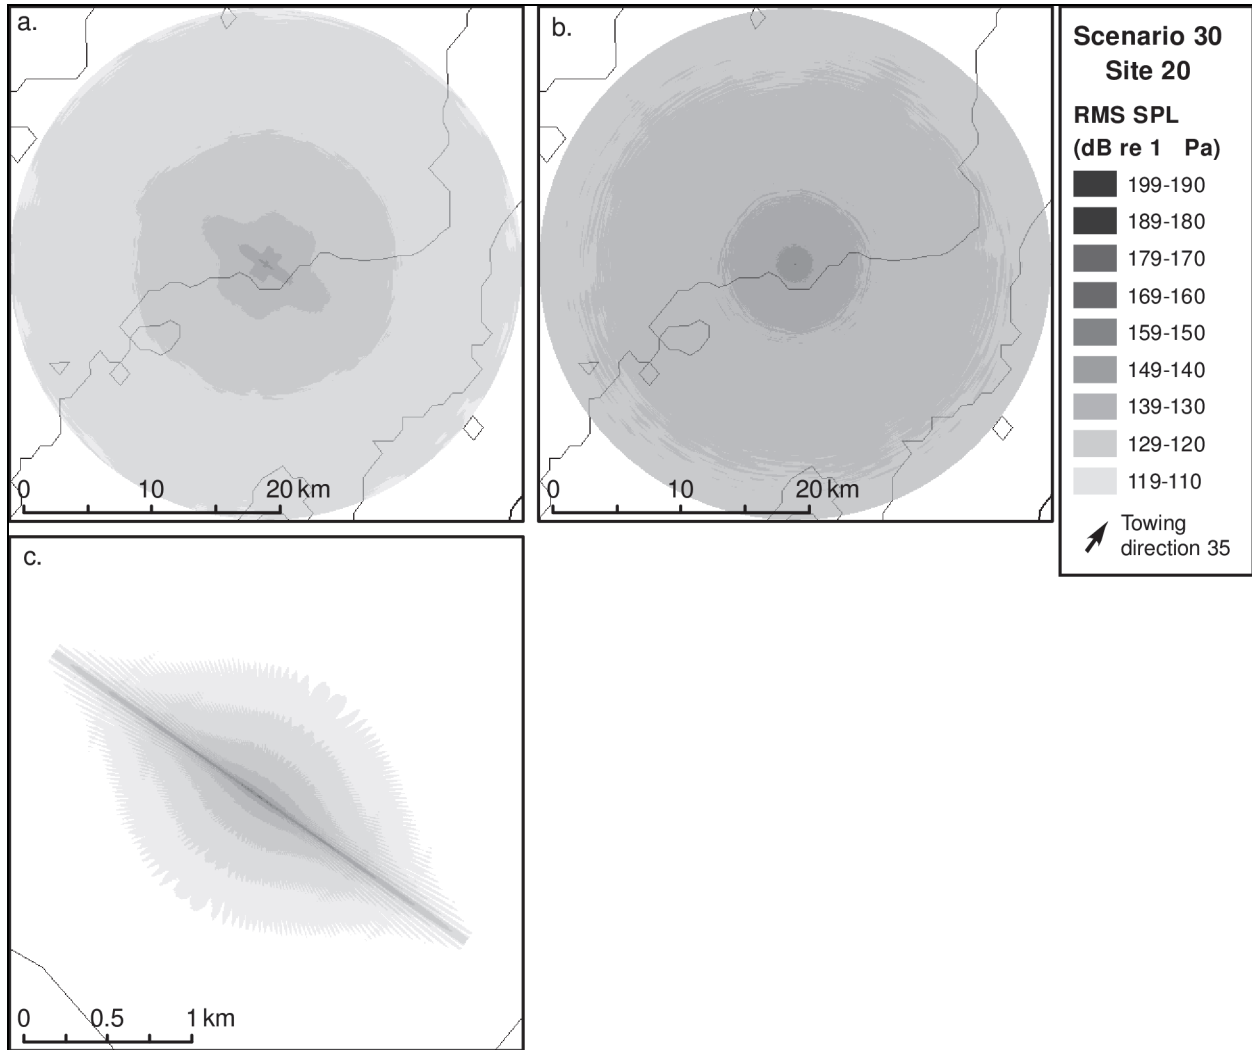 a.
0 10 20 km
b.
0 10 20 km
Scenario 30
Site 20
RMS SPL
(dB re 1 Pa)
199-190
189-180
179-170
169-160
159-150
149-140
139-130
129-120
119-110
Towing
direction 35
c.
0 0.5 1 km